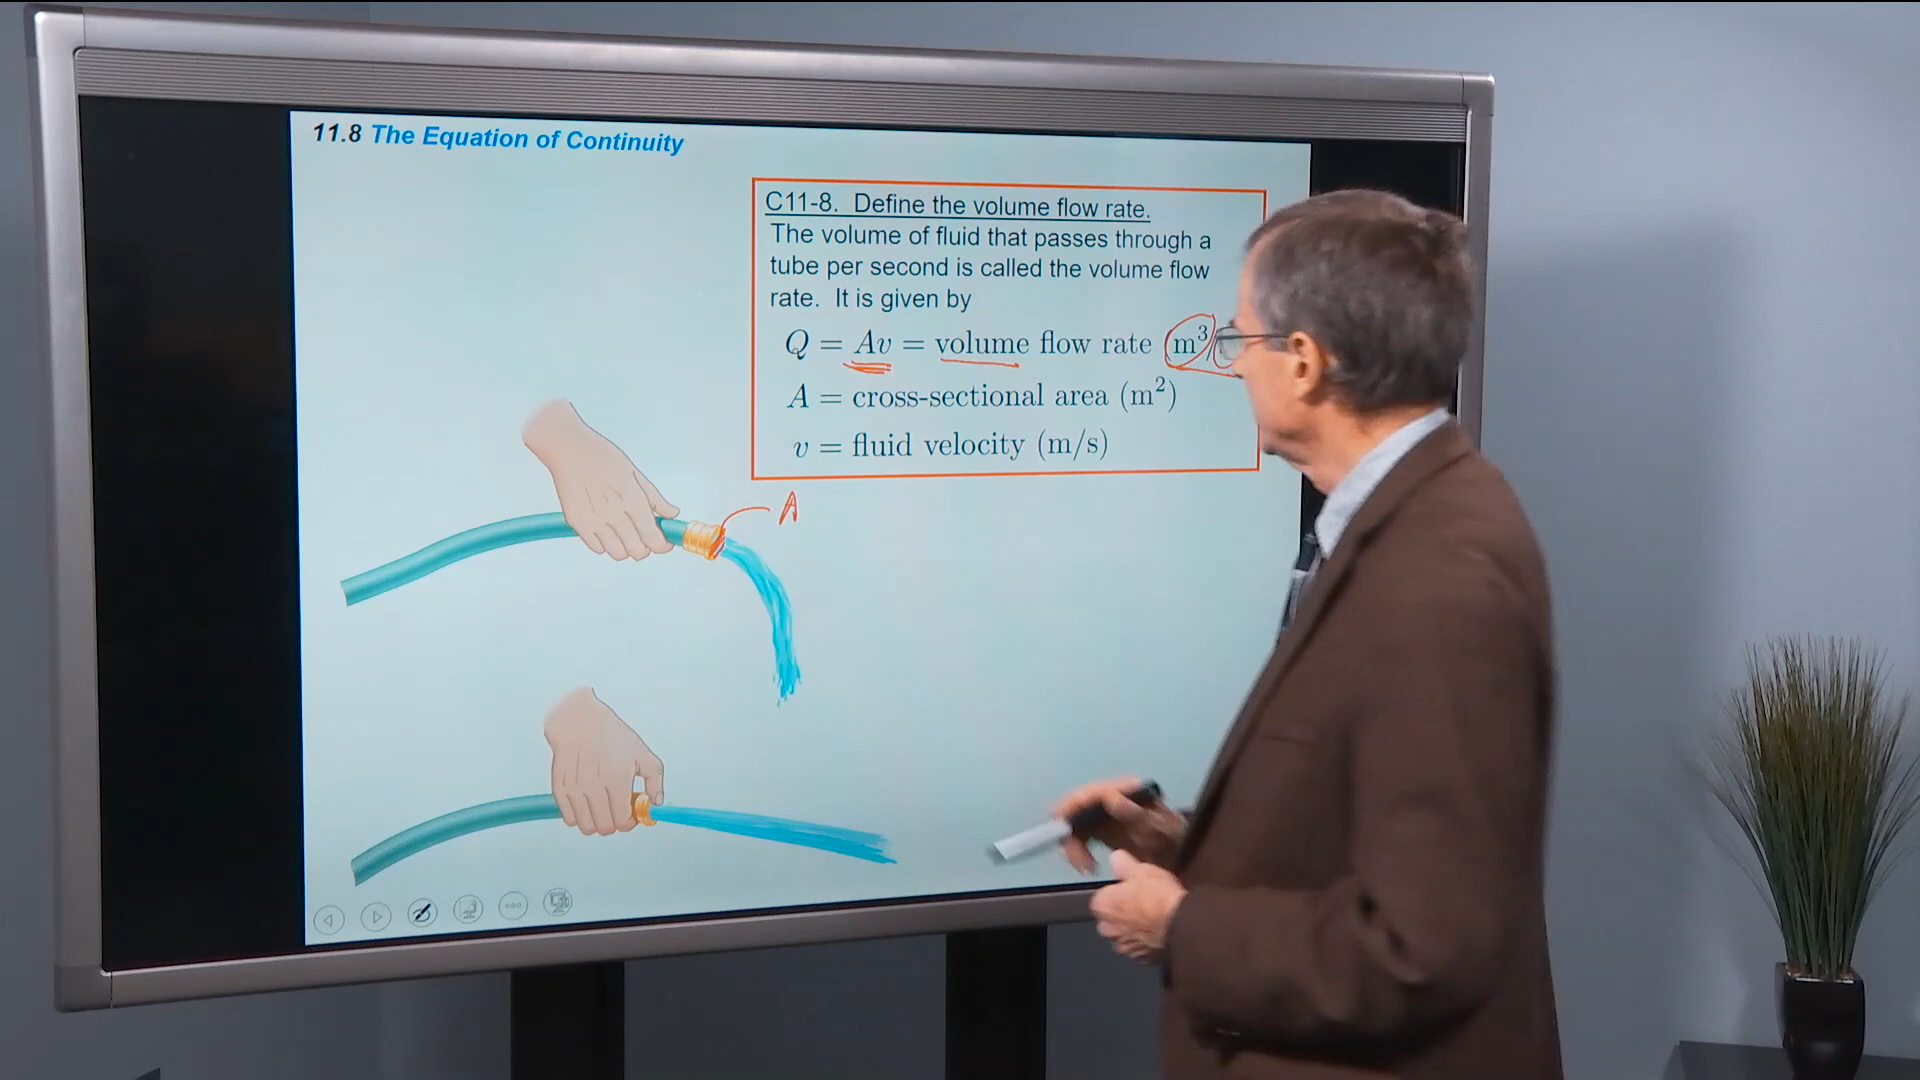 11.8 The Equation of Continuity
C11-8. Define the volume flow rate.
The volume of fluid that passes through a
tube per second is called the volume flow
rate. It is given by
Q = Av = volume flow rate (m³/
A = cross-sectional area (m²)
v = fluid velocity (m/s)
A